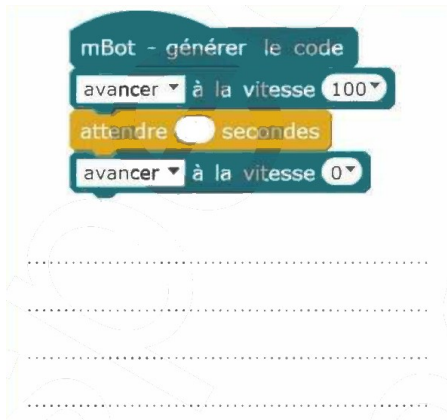 mBot - générer le code
avancer à la vitesse 100
attendre secondes
avancer à la vitesse 0